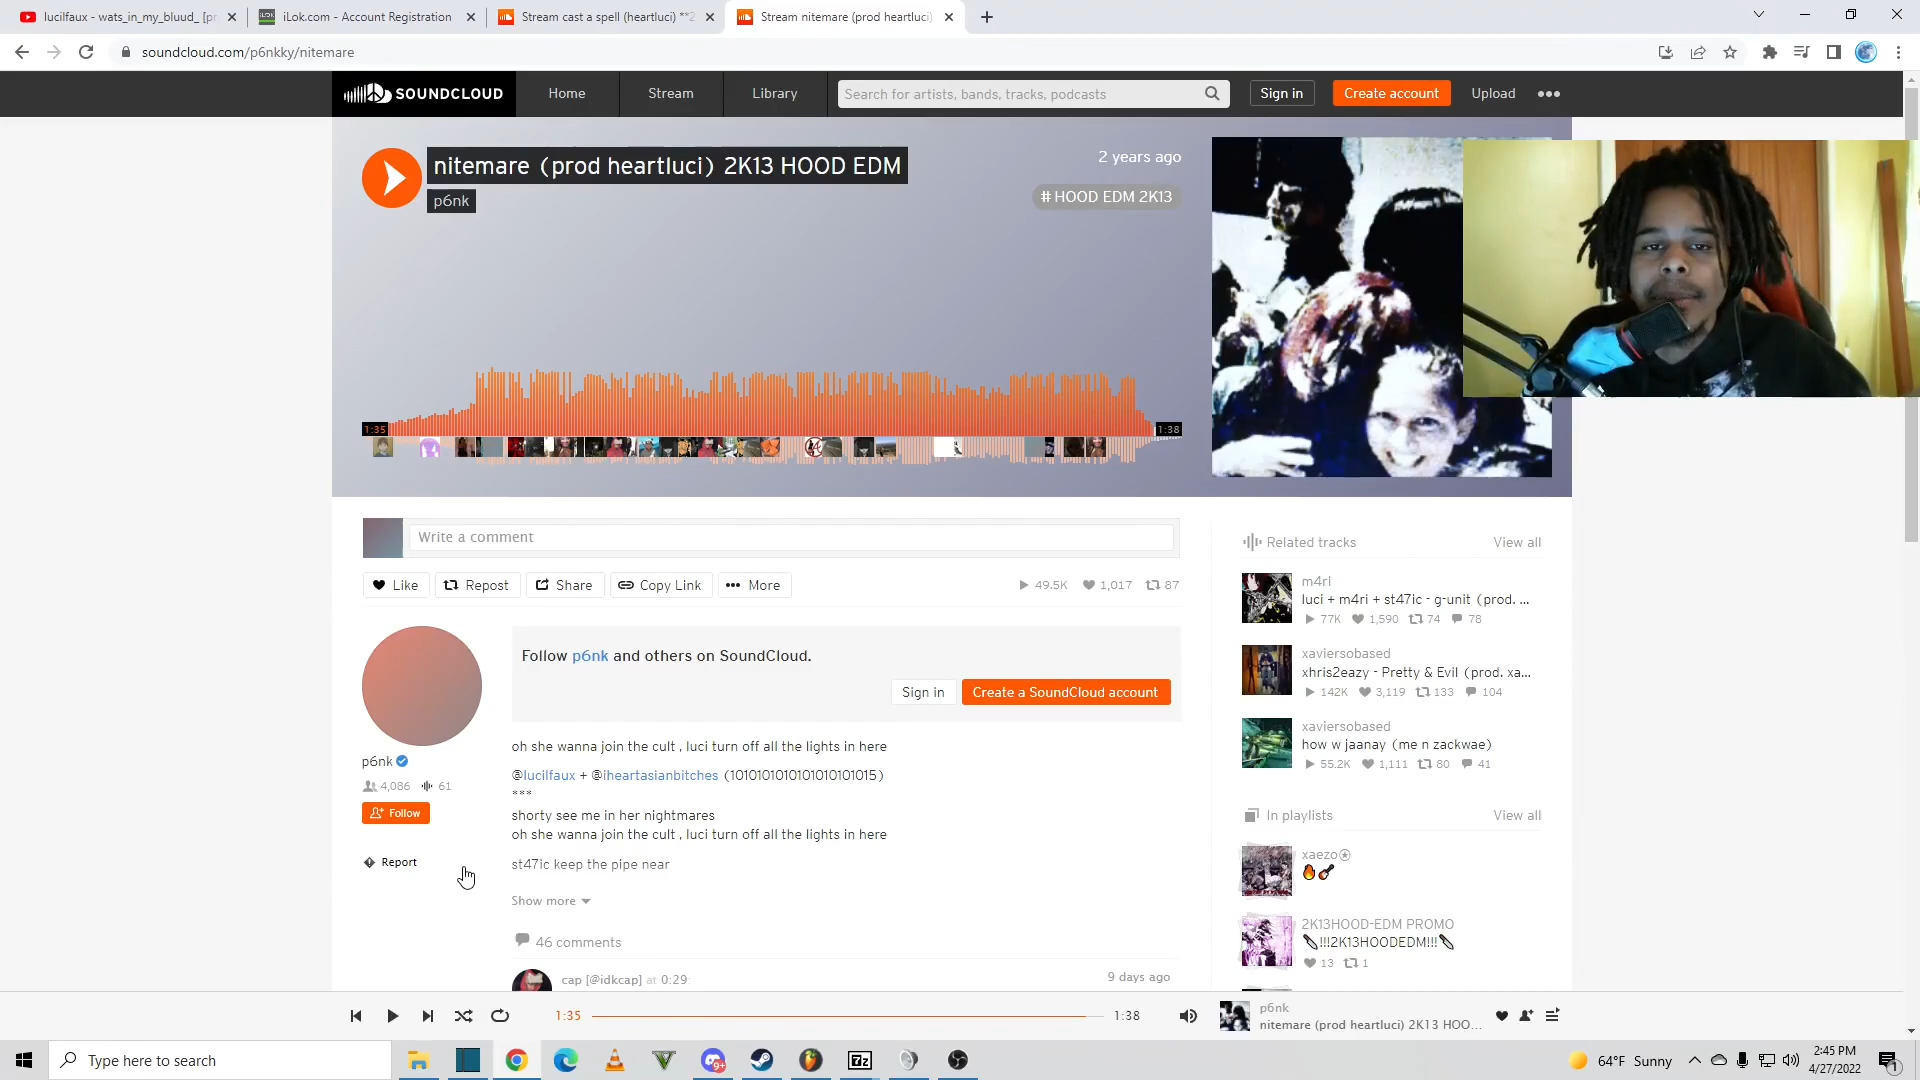 lucilfaux - wats_in_my_bluud_ [pr
iLok.com - Account Registration
Stream cast a spell (heartluci) **2
Stream nitemare (prod heartluci)
soundcloud.com/p6nkky/nitemare
SOUNDCLOUD
Home
Stream
Library
Search for artists, bands, tracks, podcasts
Sign in
Create account
Upload
nitemare (prod heartluci) 2K13 HOOD EDM
p6nk
2 years ago
# HOOD EDM 2K13
1:35
1:38
Write a comment
Like
Repost
Share
Copy Link
More
49.5K
1,017
87
Follow p6nk and others on SoundCloud.
Sign in
Create a SoundCloud account
p6nk
4,086
61
Follow
Report
oh she wanna join the cult , luci turn off all the lights in here
@lucilfaux + @iheartasianbitches (1010101010101010101015)
***
shorty see me in her nightmares
oh she wanna join the cult , luci turn off all the lights in here
st47ic keep the pipe near
Show more
46 comments
cap [@idkcap] at 0:29:
9 days ago
Related tracks
View all
m4ri
luci + m4ri + st47ic - g-unit (prod. ...
77K
1,590
74
78
xaviersobased
xhris2eazy - Pretty & Evil (prod. xa...
142K
3,119
133
104
xaviersobased
how w jaanay (me n zackwae)
55.2K
1,111
80
41
In playlists
View all
xaezo⍟
🔥🎸
2K13HOOD-EDM PROMO
🔪!!!2K13HOODEDM!!!🔪
13
1
1:35
1:38
p6nk
nitemare (prod heartluci) 2K13 HOO...
Type here to search
9+
7z
64°F Sunny
2:45 PM
4/27/2022
1